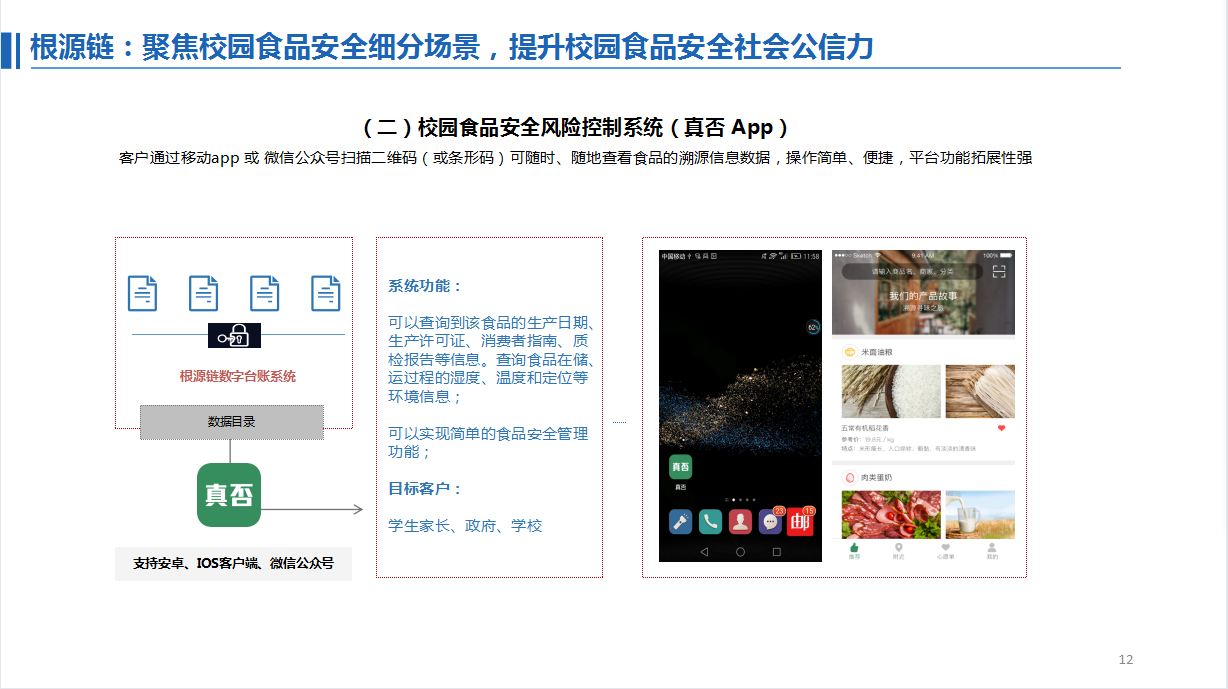 根源链：聚焦校园食品安全细分场景，提升校园食品安全社会公信力
（二）校园食品安全风险控制系统（真否 App）
客户通过移动app 或 微信公众号扫描二维码（或条形码）可随时、随地查看食品的溯源信息数据，操作简单、便捷，平台功能拓展性强
根源链数字台账系统
数据目录
真否
支持安卓、IOS客户端、微信公众号
系统功能：
可以查询到该食品的生产日期、
生产许可证、消费者指南、质
检报告等信息。查询食品在储、
运过程的湿度、温度和定位等
环境信息；
可以实现简单的食品安全管理
功能；
目标客户：
学生家长、政府、学校
中国移动
11:58
62%
真否
真否
23
15
邮
Sketch
9:41 AM
100%
请输入商品名、商家、分类
我们的产品故事
米面油粮
五常有机稻花香
参考价：19.8元 / kg
肉类蛋奶
推荐
附近
心愿单
我的
12